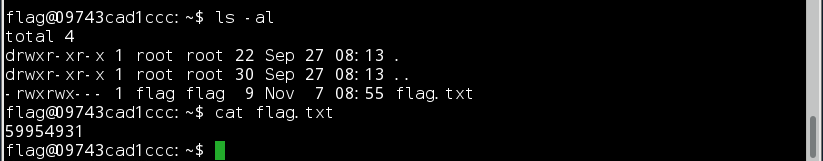 flag@09743cad1ccc:~$ ls -al
total 4
drwxr-xr-x 1 root root 22 Sep 27 08:13 .
drwxr-xr-x 1 root root 30 Sep 27 08:13 ..
-rwxrwx--- 1 flag flag  9 Nov  7 08:55 flag.txt
flag@09743cad1ccc:~$ cat flag.txt
59954931
flag@09743cad1ccc:~$